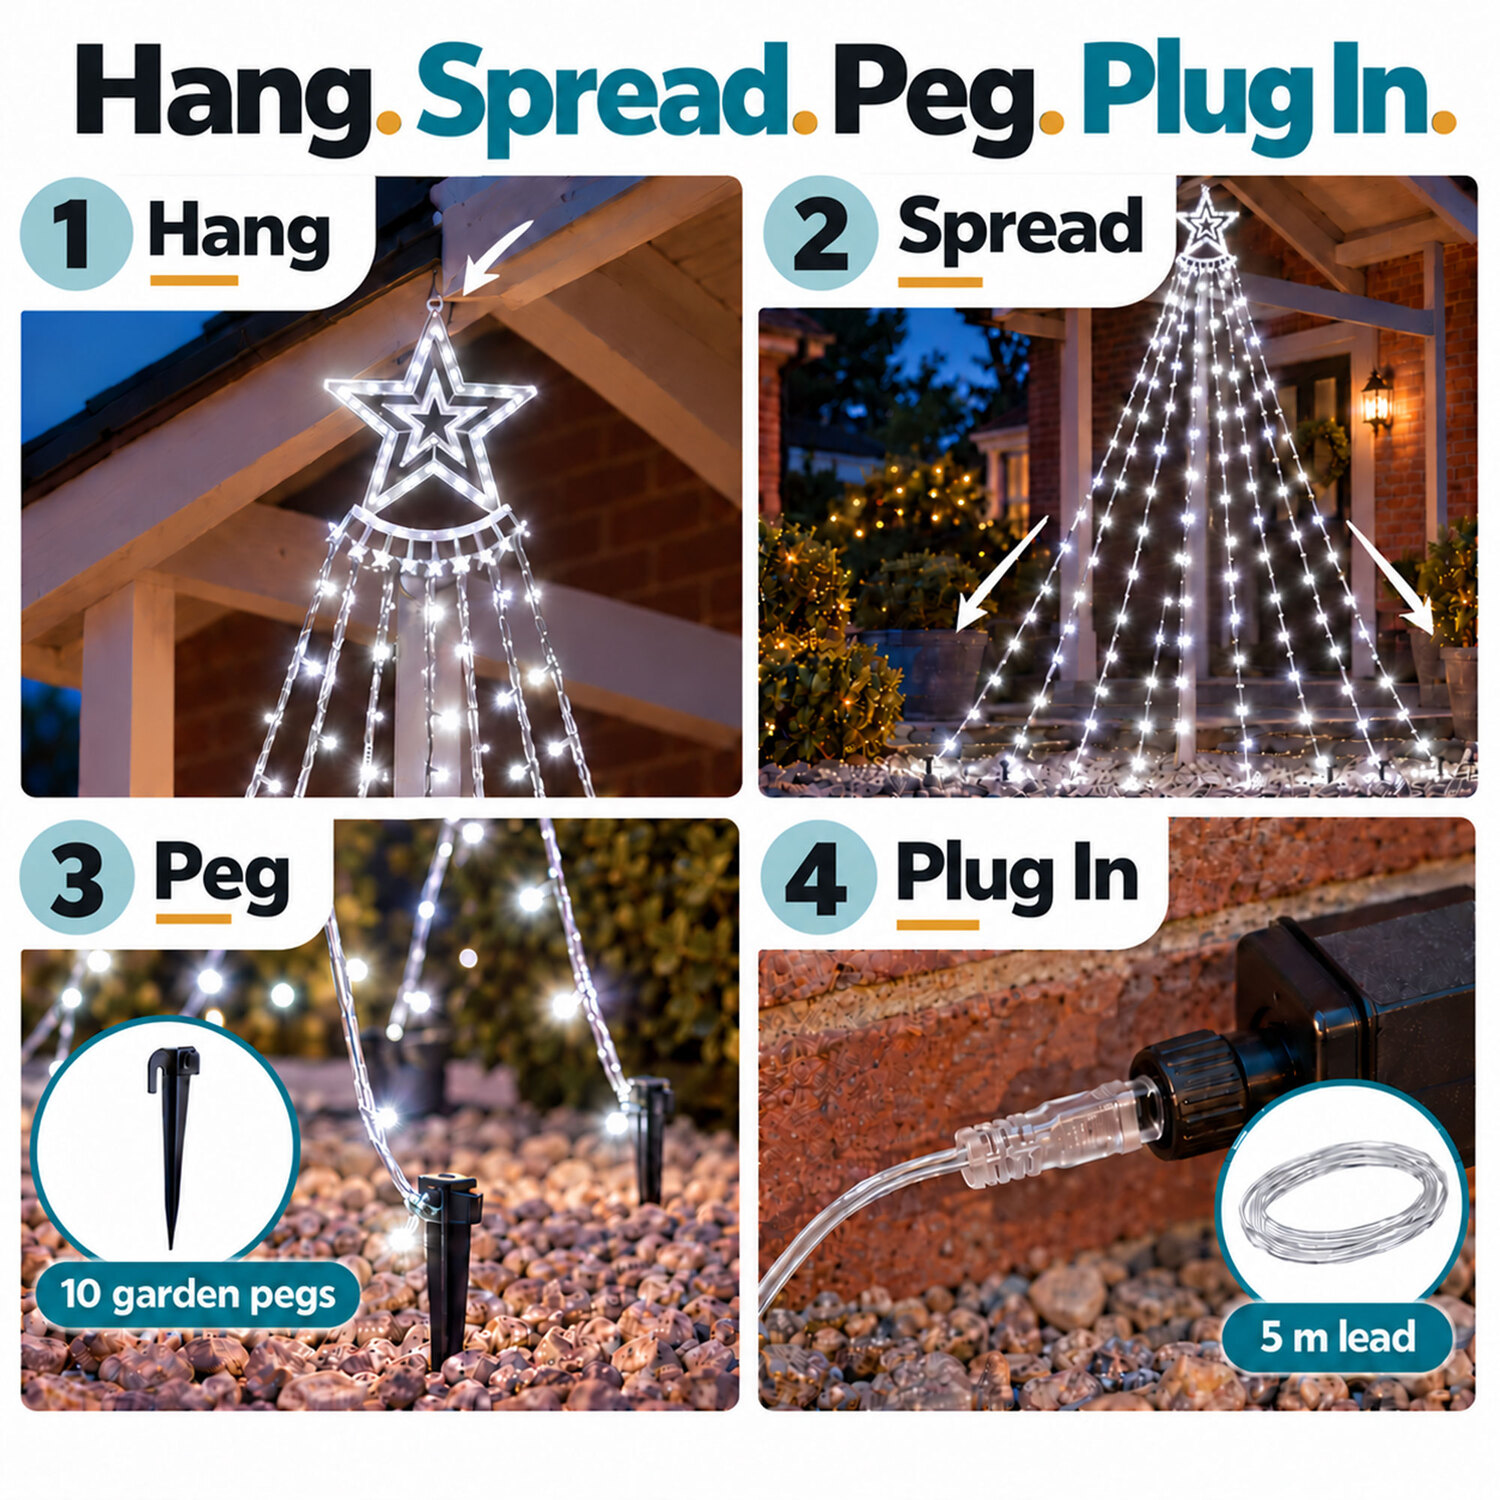 Hang. Spread. Peg. Plug In.
1 Hang
2 Spread
3 Peg
10 garden pegs
4 Plug In
5 m lead